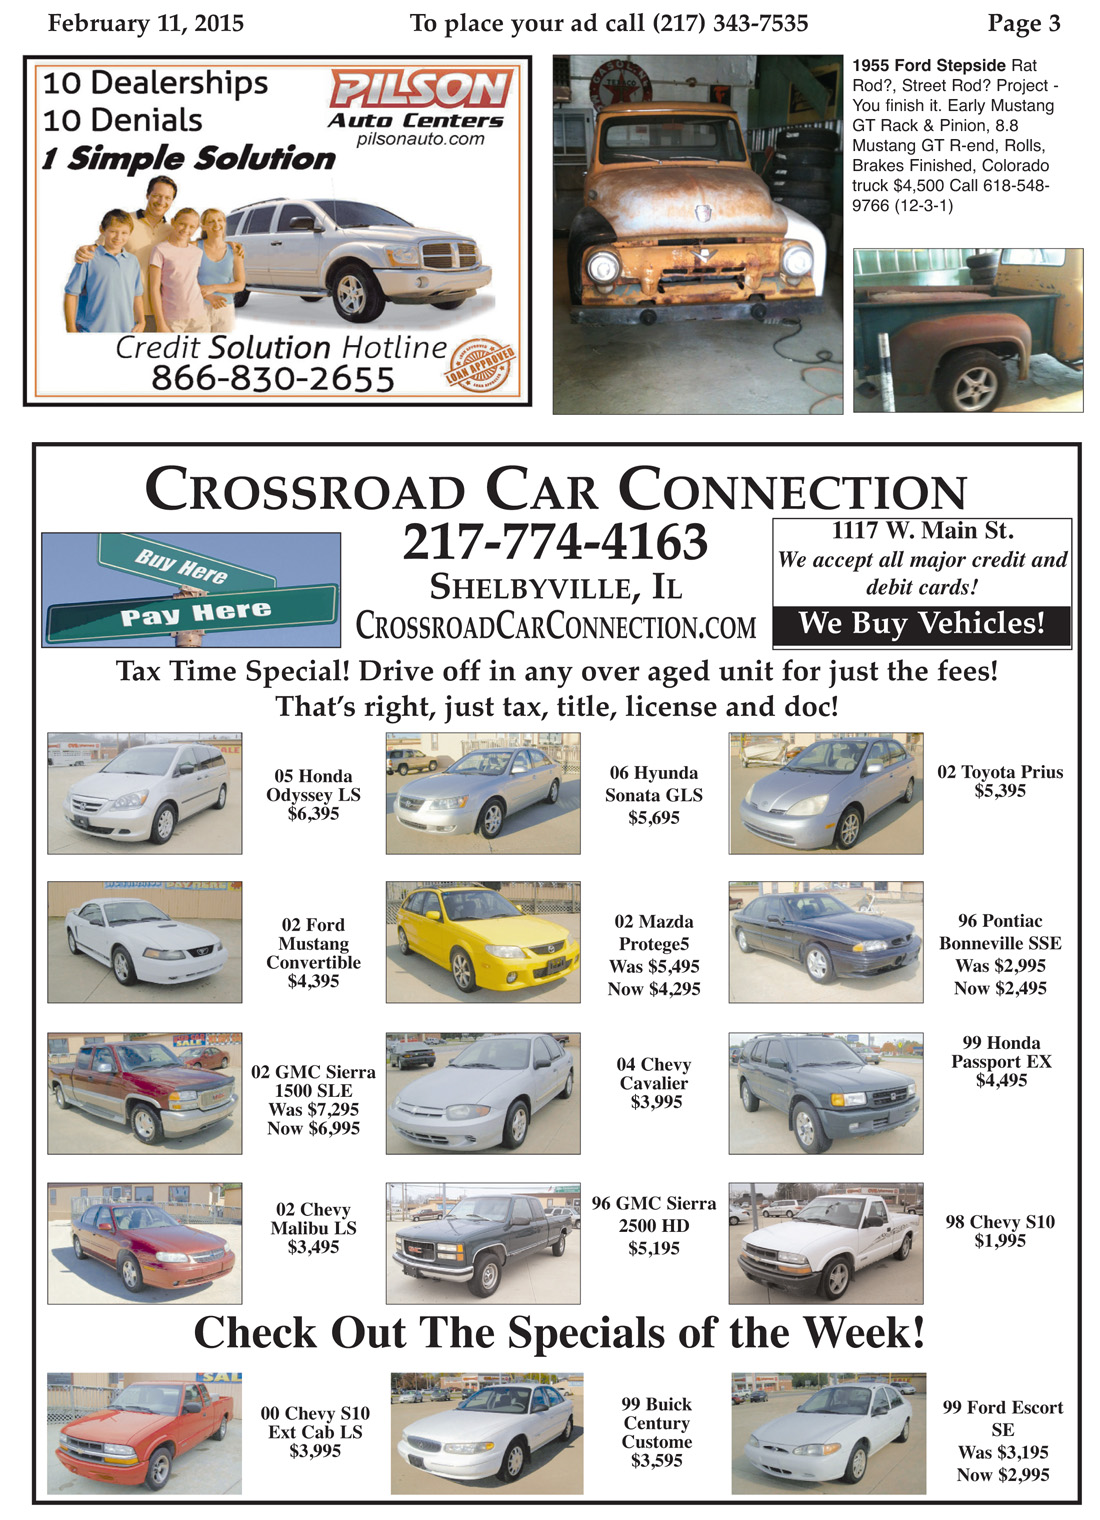 February 11, 2015
To place your ad call (217) 343-7535
Page 3
10 Dealerships
10 Denials
1 Simple Solution
PILSON
Auto Centers
pilsonauto.com
Credit Solution Hotline
866-830-2655
LOAN APPROVED
1955 Ford Stepside Rat
Rod?, Street Rod? Project -
You finish it. Early Mustang
GT Rack & Pinion, 8.8
Mustang GT R-end, Rolls,
Brakes Finished, Colorado
truck $4,500 Call 618-548-
9766 (12-3-1)
CROSSROAD CAR CONNECTION
217-774-4163
SHELBYVILLE, IL
CROSSROADCARCONNECTION.COM
Buy Here
Pay Here
1117 W. Main St.
We accept all major credit and
debit cards!
We Buy Vehicles!
Tax Time Special! Drive off in any over aged unit for just the fees!
That's right, just tax, title, license and doc!
05 Honda
Odyssey LS
$6,395
06 Hyunda
Sonata GLS
$5,695
02 Toyota Prius
$5,395
02 Ford
Mustang
Convertible
$4,395
02 Mazda
Protege5
Was $5,495
Now $4,295
96 Pontiac
Bonneville SSE
Was $2,995
Now $2,495
02 GMC Sierra
1500 SLE
Was $7,295
Now $6,995
04 Chevy
Cavalier
$3,995
99 Honda
Passport EX
$4,495
02 Chevy
Malibu LS
$3,495
96 GMC Sierra
2500 HD
$5,195
98 Chevy S10
$1,995
Check Out The Specials of the Week!
00 Chevy S10
Ext Cab LS
$3,995
99 Buick
Century
Custome
$3,595
99 Ford Escort
SE
Was $3,195
Now $2,995